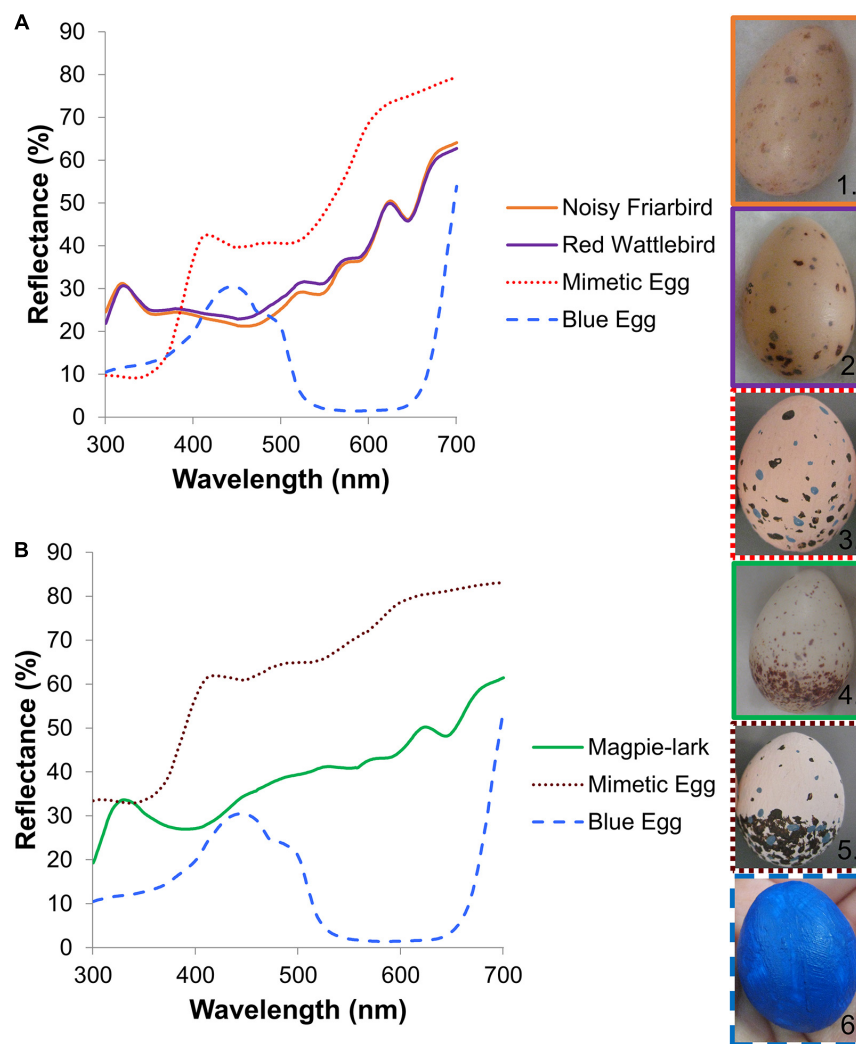 A
90
80
70
60
50
40
30
20
10
0
Reflectance (%)
300 400 500 600 700
Wavelength (nm)
Noisy Friarbird
Red Wattlebird
Mimetic Egg
Blue Egg
1.
2
3
B
90
80
70
60
50
40
30
20
10
0
Reflectance (%)
300 400 500 600 700
Wavelength (nm)
Magpie-lark
Mimetic Egg
Blue Egg
4
5.
6